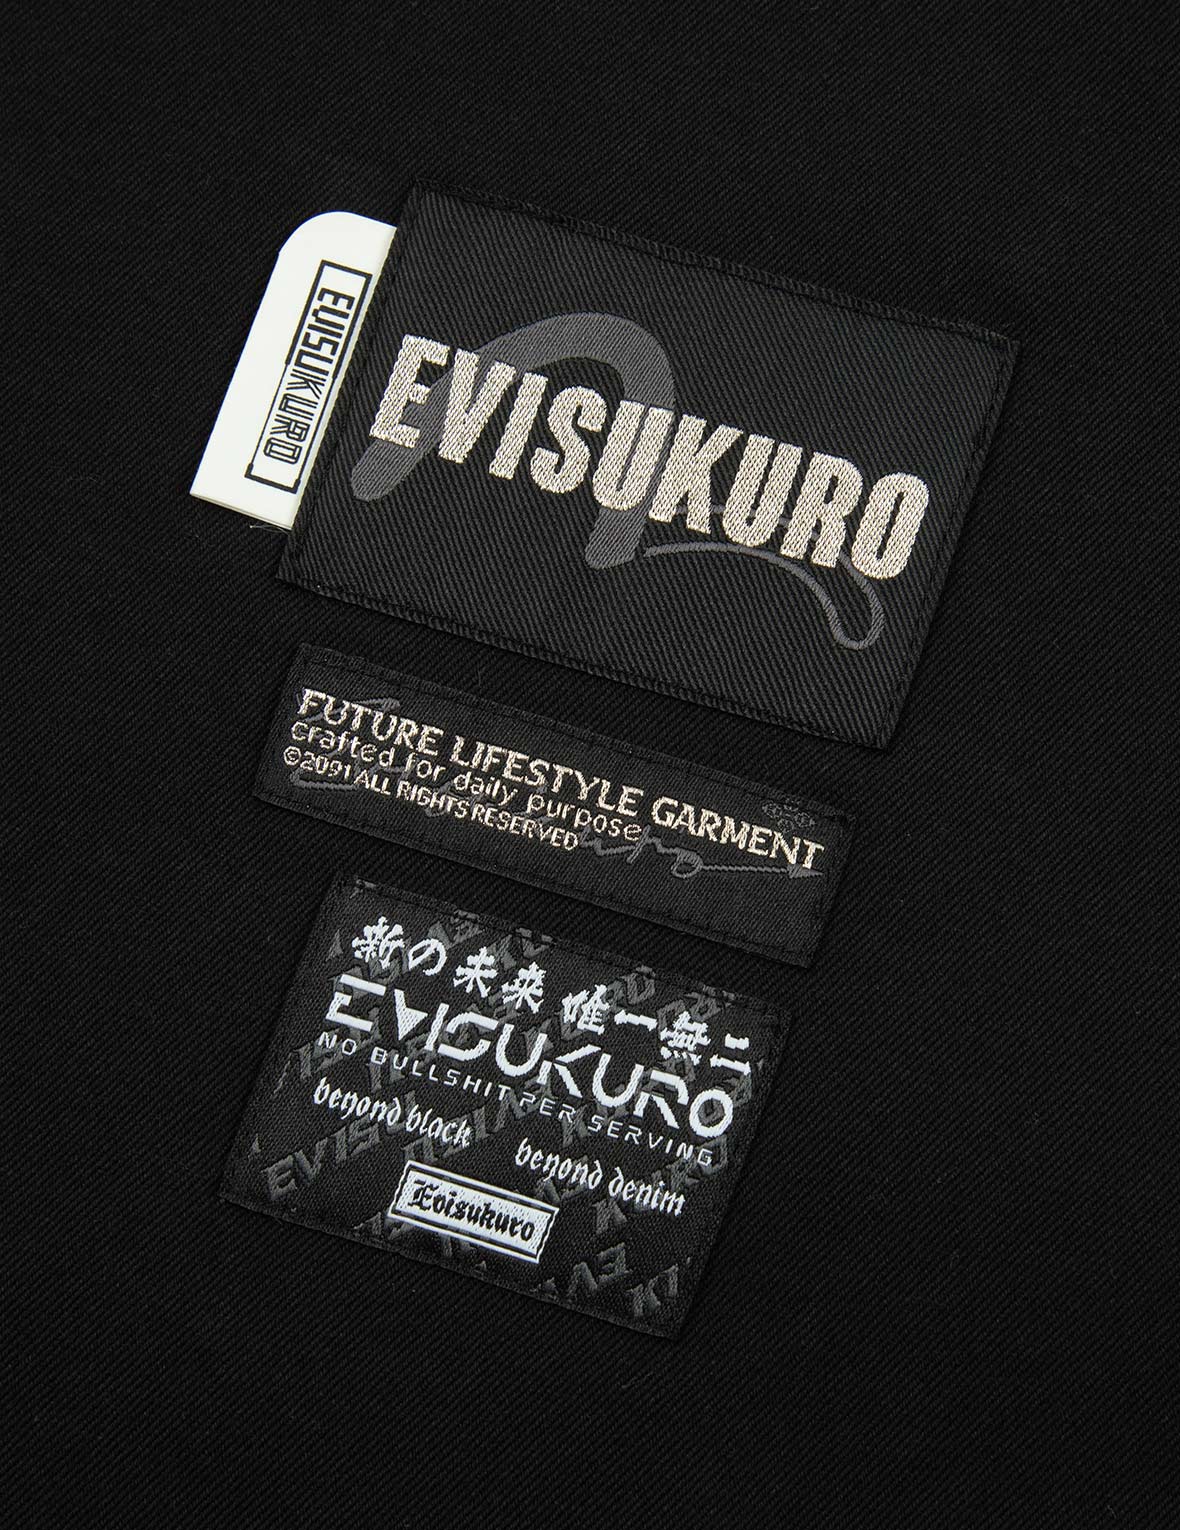 EVISUKURO
EVISUKURO
FUTURE LIFESTYLE GARMENT
crafted for daily purpose
©2091 ALL RIGHTS RESERVED
新の未来 唯一無二
EVISUKURO
NO BULLSHIT PER SERVING
beyond black
beyond denim
Evisukuro